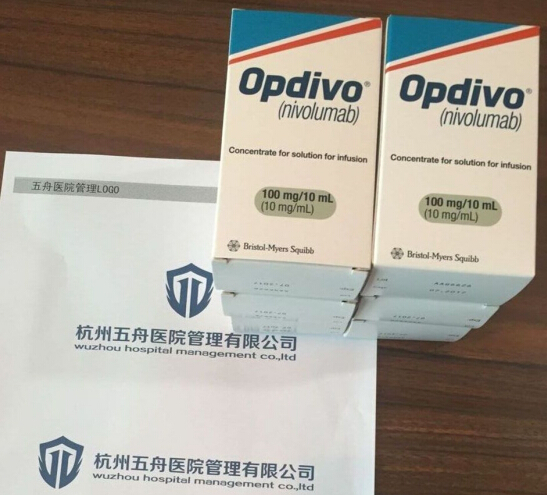 Opdivo®
(nivolumab)
Concentrate for solution for infusion
100 mg/10 mL
(10 mg/mL)
Bristol-Myers Squibb
Opdivo®
(nivolumab)
Concentrate for solution for infusion
100 mg/10 mL
(10 mg/mL)
Bristol-Myers Squibb
五舟医院管理LOGO
杭州五舟医院管理有限公司
wuzhou hospital management co.,ltd
杭州五舟医院管理有限公司
wuzhou hospital management co.,ltd